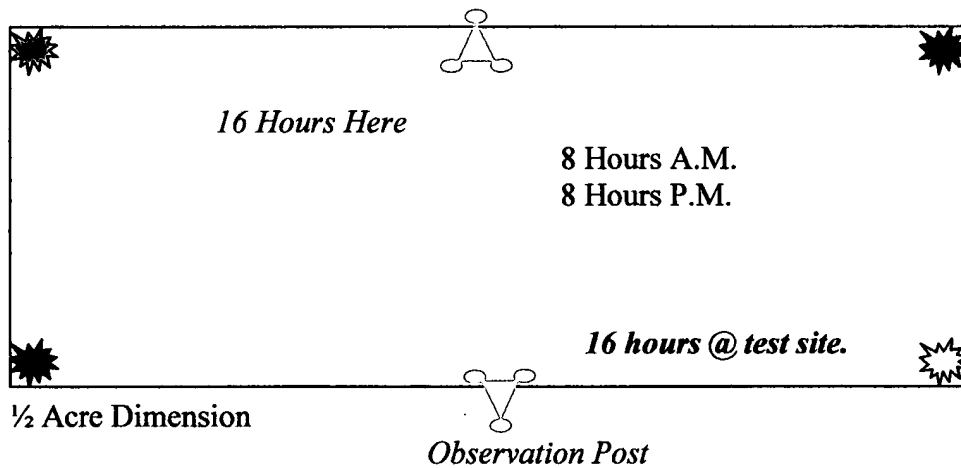 16 Hours Here
8 Hours A.M.
8 Hours P.M.
16 hours @ test site.
½ Acre Dimension
Observation Post